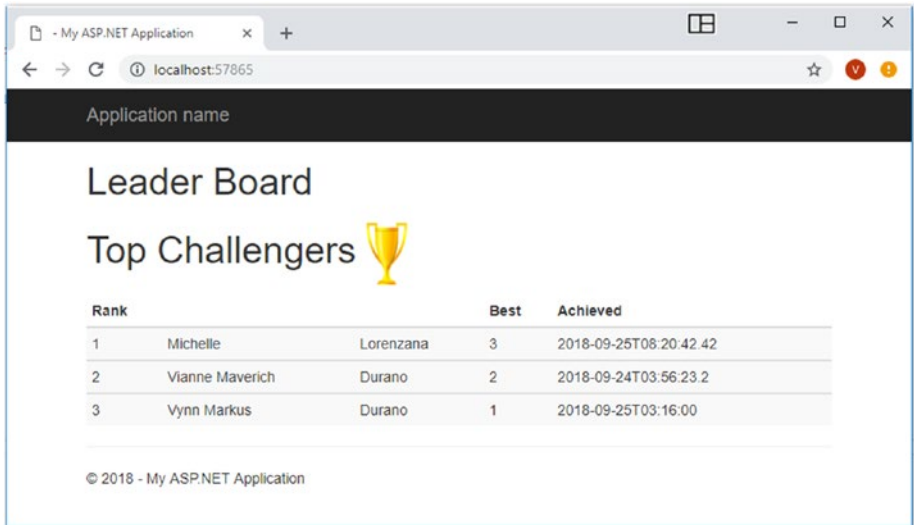 - My ASP.NET Application
localhost:57865
V
Application name
Leader Board
Top Challengers
Rank Best Achieved
1 Michelle Lorenzana 3 2018-09-25T08:20:42.42
2 Vianne Maverich Durano 2 2018-09-24T03:56:23.2
3 Vynn Markus Durano 1 2018-09-25T03:16:00
© 2018 - My ASP.NET Application